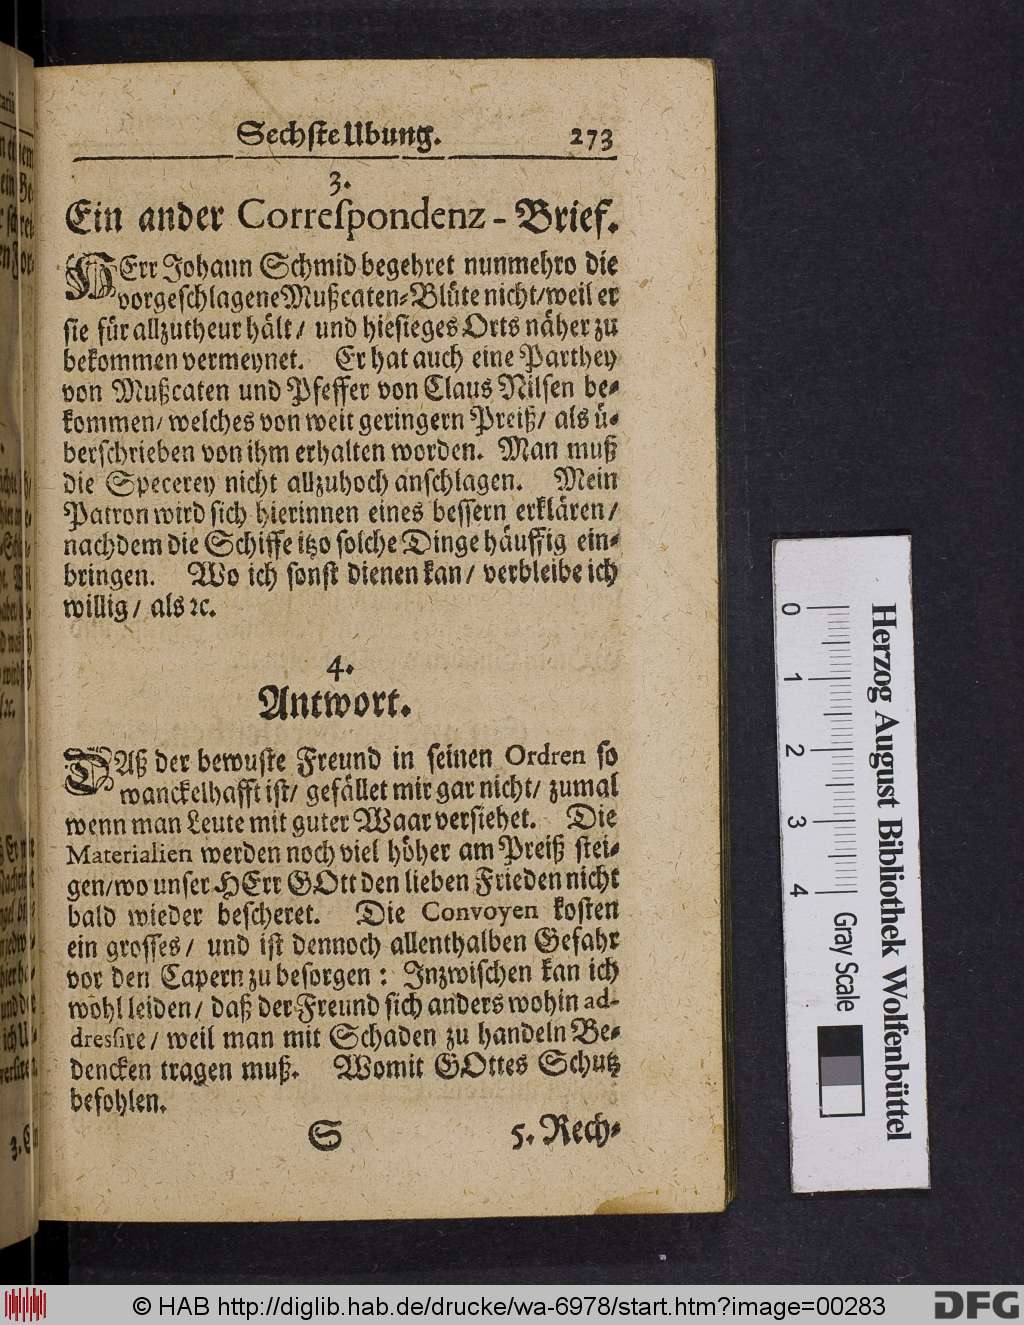 Sechste Ubung. 273
3.
Ein ander Correſpondenz - Brief.
HErr Johann Schmid begehret nunmehro die
vorgeſchlagene Mußcaten-Blüte nicht/weil er
sie für allzutheur hält/ und hieſieges Orts näher zu
bekommen vermeynet. Er hat auch eine Parthey
von Mußcaten und Pfeffer von Claus Nilſen be-
kommen/ welches von weit geringern Preiß/ als ü-
berſchrieben von ihm erhalten worden. Man muß
die Specerey nicht allzuhoch anſchlagen. Mein
Patron wird ſich hierinnen eines beſſern erklären/
nachdem die Schiffe itzo ſolche Dinge häuffig ein-
bringen. Wo ich ſonſt dienen kan/ verbleibe ich
willig/ als ꝛc.
4.
Antwort.
DAß der bewuſte Freund in ſeinen Ordren ſo
wanckelhafft iſt/ gefället mir gar nicht/ zumal
wenn man Leute mit guter Waar verſiehet. Die
Materialien werden noch viel höher am Preiß ſtei-
gen/wo unſer HErr GOtt den lieben Frieden nicht
bald wieder beſcheret. Die Convoyen koſten
ein groſſes/ und iſt dennoch allenthalben Gefahr
vor den Capern zu beſorgen: Inzwiſchen kan ich
wohl leiden/ daß der Freund ſich anders wohin ad-
dreſſire/ weil man mit Schaden zu handeln Be-
dencken tragen muß. Womit GOttes Schutz
befohlen.
S 5. Rech-
Herzog August Bibliothek Wolfenbüttel
0 1 2 3 4 Gray Scale
© HAB http://diglib.hab.de/drucke/wa-6978/start.htm?image=00283 DFG